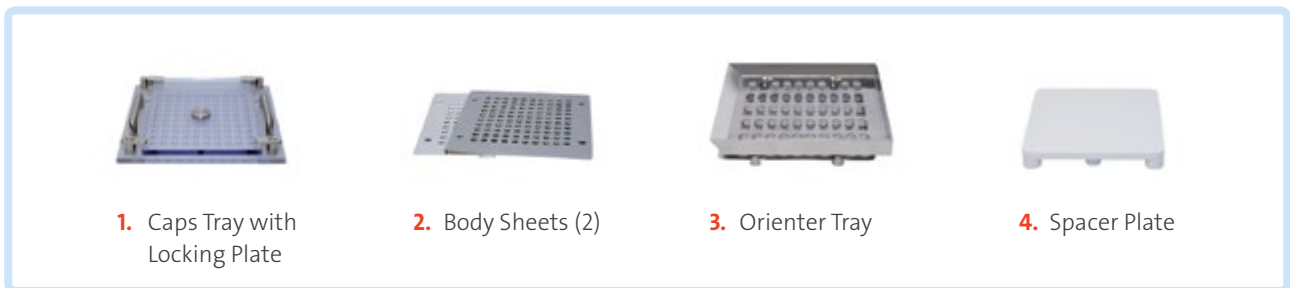 1. Caps Tray with
Locking Plate
2. Body Sheets (2)
3. Orienter Tray
4. Spacer Plate